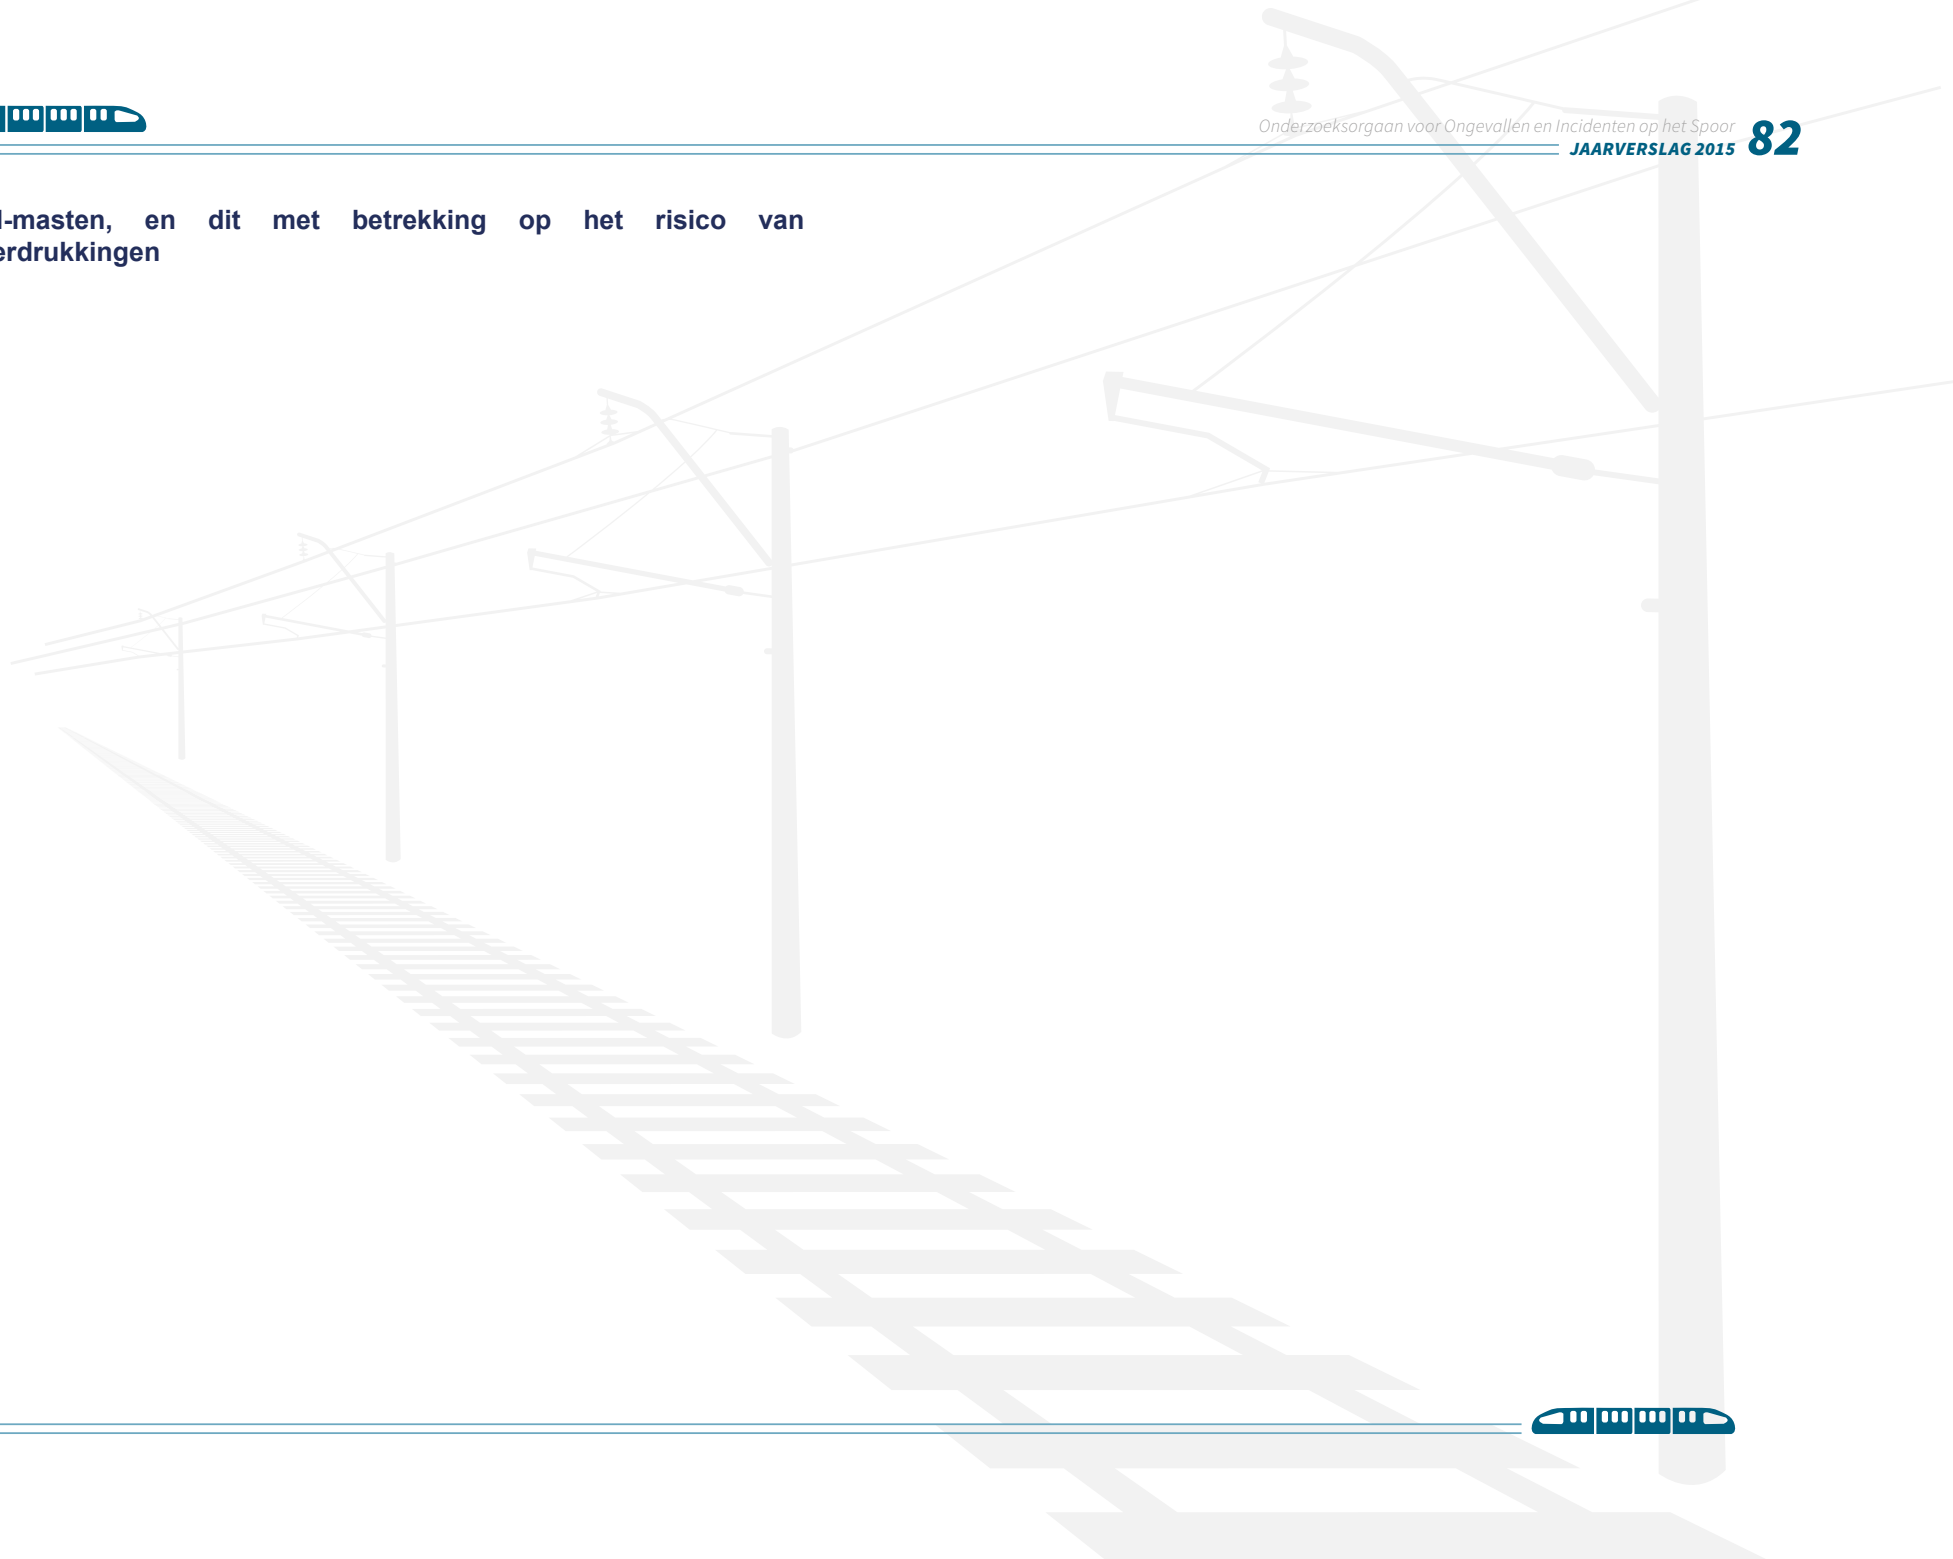 Onderzoeksorgaan voor Ongevallen en Incidenten op het Spoor
JAARVERSLAG 2015 82
-masten, en dit met betrekking op het risico van
erdrukkingen